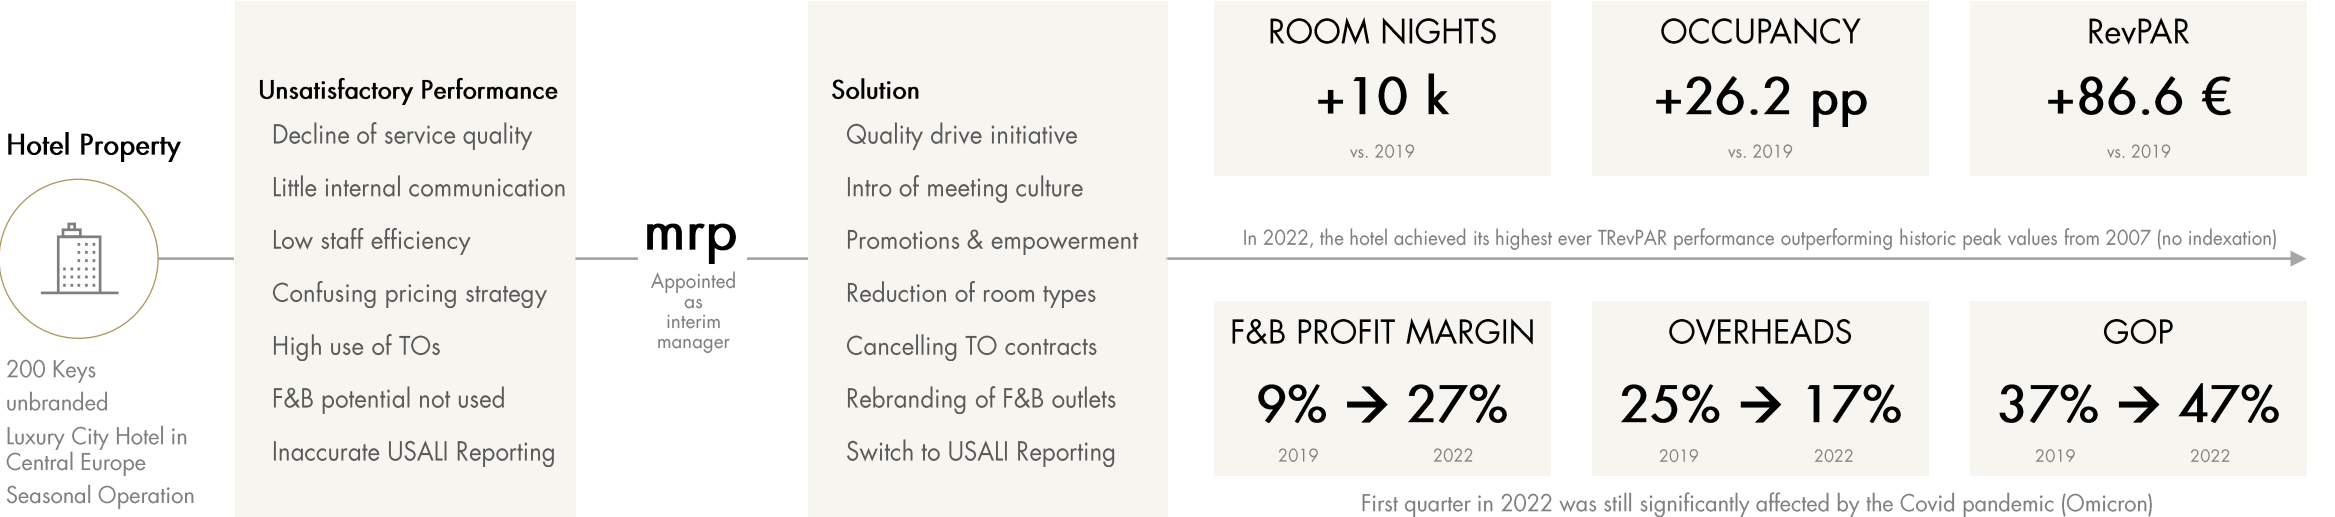 Hotel Property
200 Keys
unbranded
Luxury City Hotel in
Central Europe
Seasonal Operation
Unsatisfactory Performance
Decline of service quality
Little internal communication
Low staff efficiency
Confusing pricing strategy
High use of TOs
F&B potential not used
Inaccurate USALI Reporting
mrp
Appointed
as
interim
manager
Solution
Quality drive initiative
Intro of meeting culture
Promotions & empowerment
Reduction of room types
Cancelling TO contracts
Rebranding of F&B outlets
Switch to USALI Reporting
ROOM NIGHTS
+10 k
vs. 2019
OCCUPANCY
+26.2 pp
vs. 2019
RevPAR
+86.6 €
vs. 2019
In 2022, the hotel achieved its highest ever TRevPAR performance outperforming historic peak values from 2007 (no indexation)
F&B PROFIT MARGIN
9% → 27%
2019 2022
OVERHEADS
25% → 17%
2019 2022
GOP
37% → 47%
2019 2022
First quarter in 2022 was still significantly affected by the Covid pandemic (Omicron)